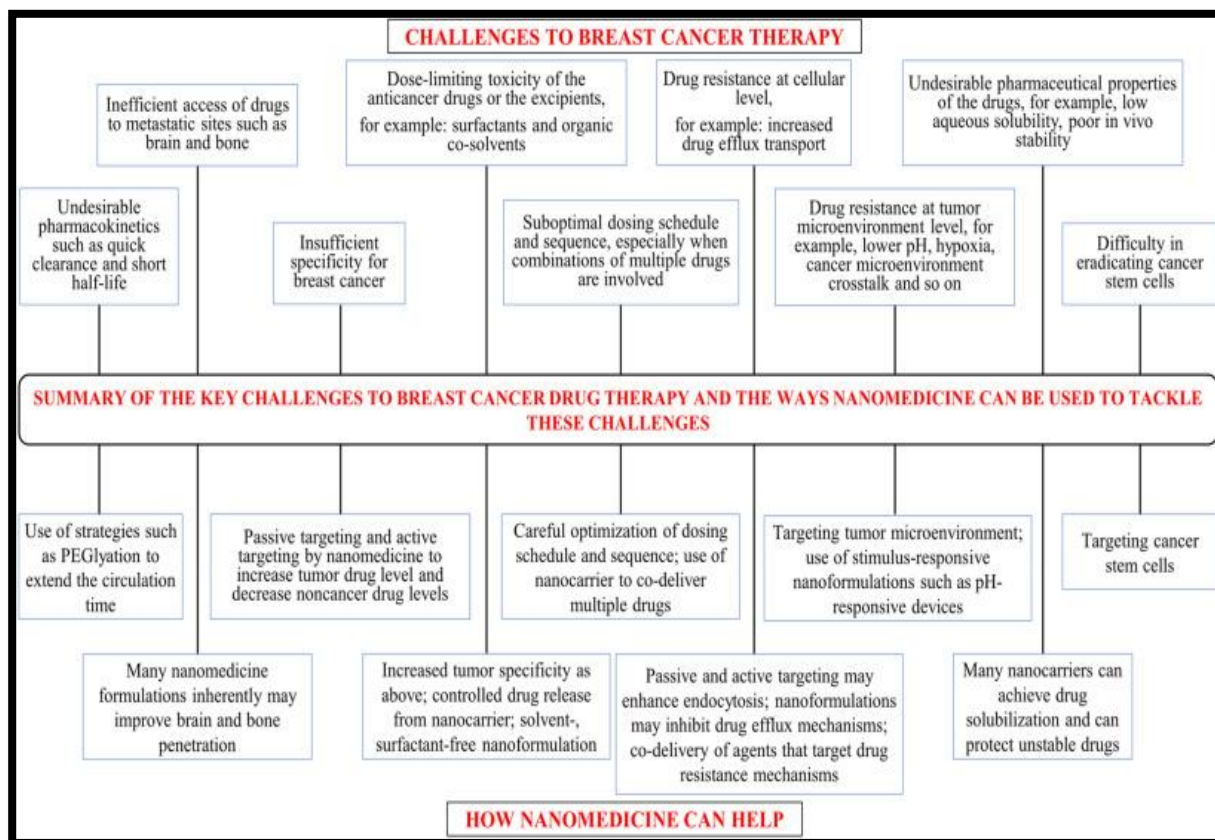 CHALLENGES TO BREAST CANCER THERAPY
Inefficient access of drugs
to metastatic sites such as
brain and bone
Dose-limiting toxicity of the
anticancer drugs or the excipients,
for example: surfactants and organic
co-solvents
Drug resistance at cellular
level,
for example: increased
drug efflux transport
Undesirable pharmaceutical properties
of the drugs, for example, low
aqueous solubility, poor in vivo
stability
Undesirable
pharmacokinetics
such as quick
clearance and short
half-life
Insufficient
specificity for
breast cancer
Suboptimal dosing schedule
and sequence, especially when
combinations of multiple drugs
are involved
Drug resistance at tumor
microenvironment level, for
example, lower pH, hypoxia,
cancer microenvironment
crosstalk and so on
Difficulty in
eradicating cancer
stem cells
SUMMARY OF THE KEY CHALLENGES TO BREAST CANCER DRUG THERAPY AND THE WAYS NANOMEDICINE CAN BE USED TO TACKLE
THESE CHALLENGES
Use of strategies such
as PEGlyation to
extend the circulation
time
Passive targeting and active
targeting by nanomedicine to
increase tumor drug level and
decrease noncancer drug levels
Careful optimization of dosing
schedule and sequence; use of
nanocarrier to co-deliver
multiple drugs
Targeting tumor microenvironment;
use of stimulus-responsive
nanoformulations such as pH-
responsive devices
Targeting cancer
stem cells
Many nanomedicine
formulations inherently may
improve brain and bone
penetration
Increased tumor specificity as
above; controlled drug release
from nanocarrier; solvent-,
surfactant-free nanoformulation
Passive and active targeting may
enhance endocytosis; nanoformulations
may inhibit drug efflux mechanisms;
co-delivery of agents that target drug
resistance mechanisms
Many nanocarriers can
achieve drug
solubilization and can
protect unstable drugs
HOW NANOMEDICINE CAN HELP